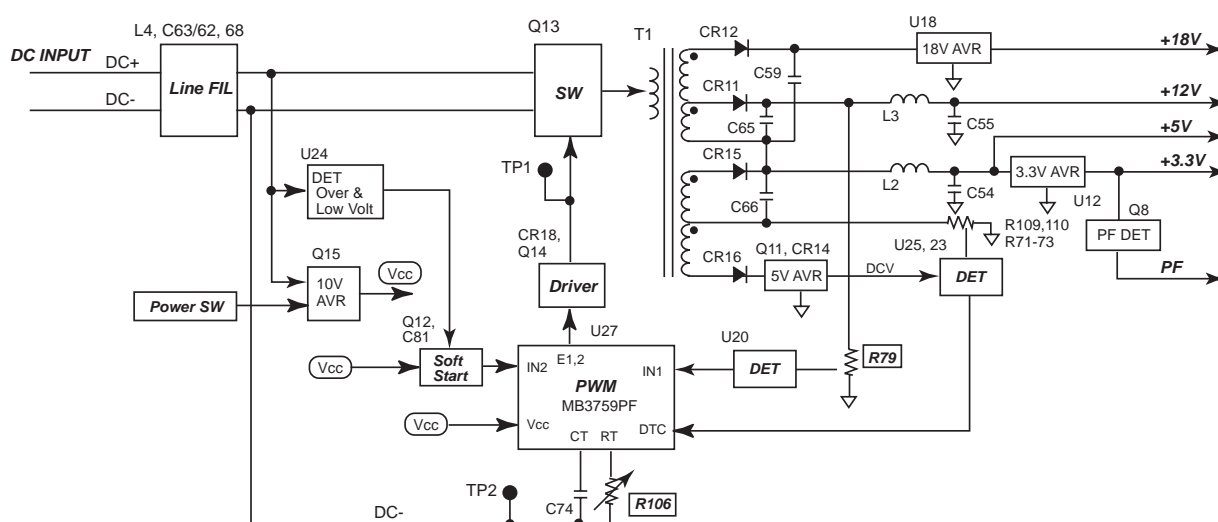 L4, C63/62, 68
Q13
T1
CR12
U18
DC INPUT
DC+
DC-
Line FIL
SW
18V AVR
+18V
C59
CR11
+12V
C65
L3
C55
+5V
U24
DET
Over &
Low Volt
TP1
CR15
L2
C54
3.3V AVR
+3.3V
U12
C66
R109,110
R71-73
Q8
PF DET
PF
CR18,
Q14
U25, 23
Q15
Vcc
10V
AVR
CR16
Q11, CR14
5V AVR
DCV
DET
Power SW
Driver
Q12,
C81
U27
U20
Vcc
Soft
Start
IN2
E1,2
IN1
PWM
MB3759PF
DET
R79
Vcc
Vcc
CT
RT
DTC
TP2
C74
R106
DC-